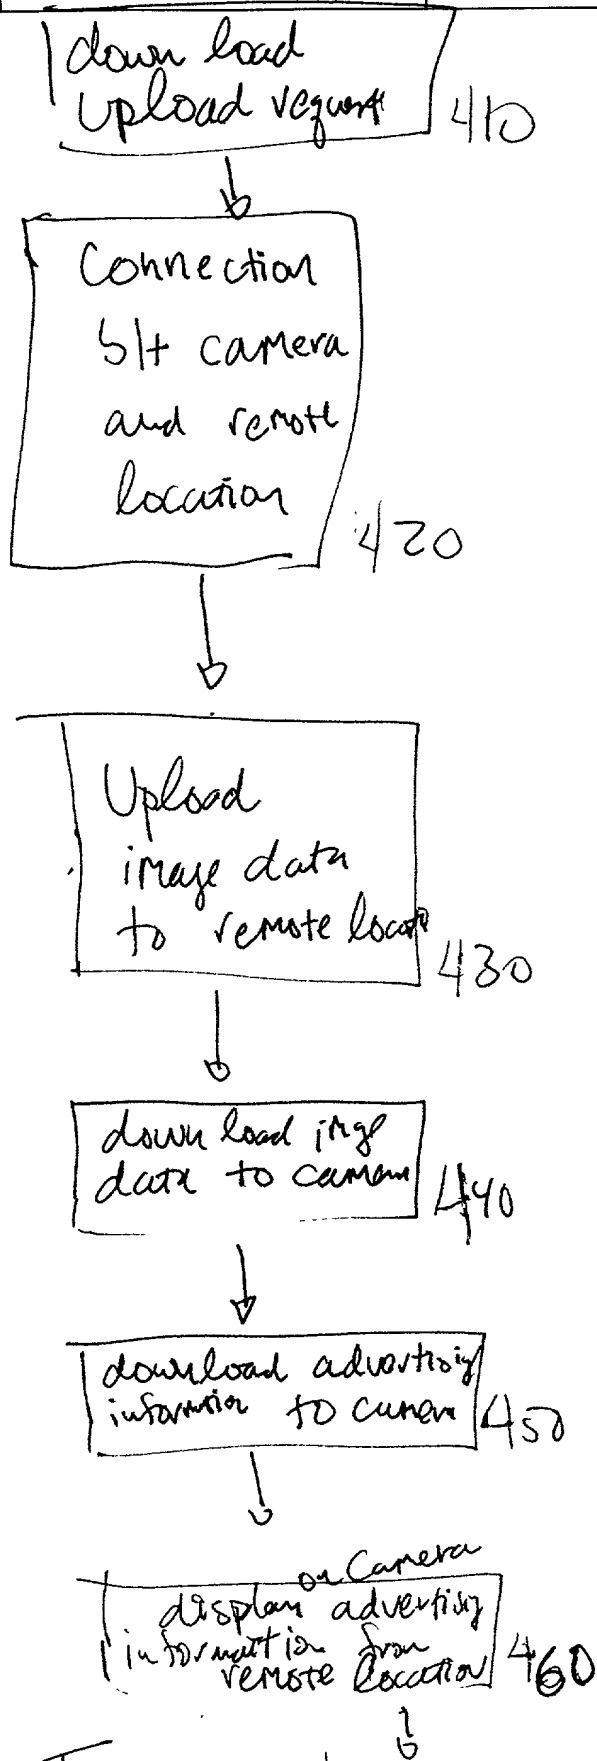 down load
upload request
410
Connection
b/t camera
and remote
location
420
Upload
image data
to remote locati
430
down load imge
data to camera
440
download advertising
information to camera
450
on Camera
display advertising
information from
remote location
460